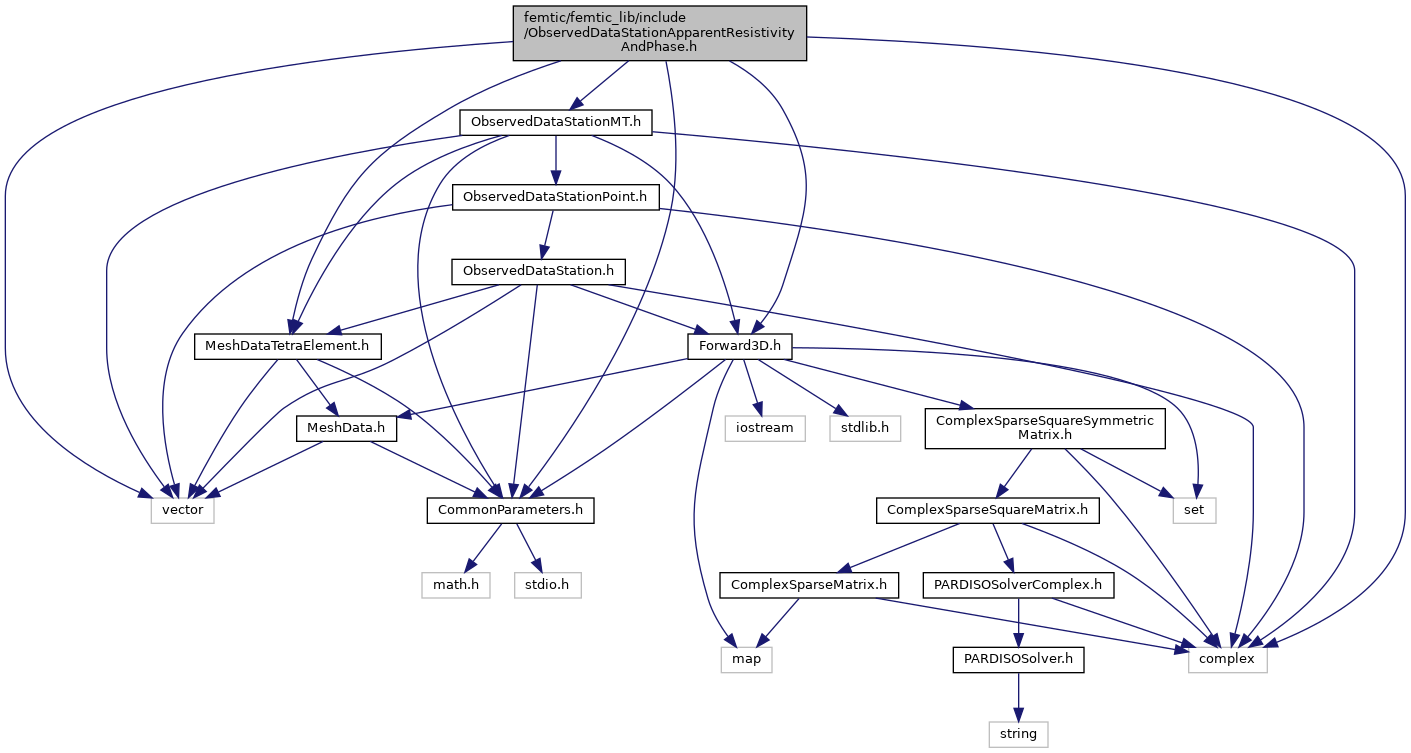 femtic/femtic_lib/include
/ObservedDataStationApparentResistivity
AndPhase.h
ObservedDataStationMT.h
ObservedDataStationPoint.h
ObservedDataStation.h
MeshDataTetraElement.h
Forward3D.h
MeshData.h
iostream
stdlib.h
ComplexSparseSquareSymmetric
Matrix.h
vector
CommonParameters.h
ComplexSparseSquareMatrix.h
set
math.h
stdio.h
ComplexSparseMatrix.h
PARDISOSolverComplex.h
map
PARDISOSolver.h
complex
string